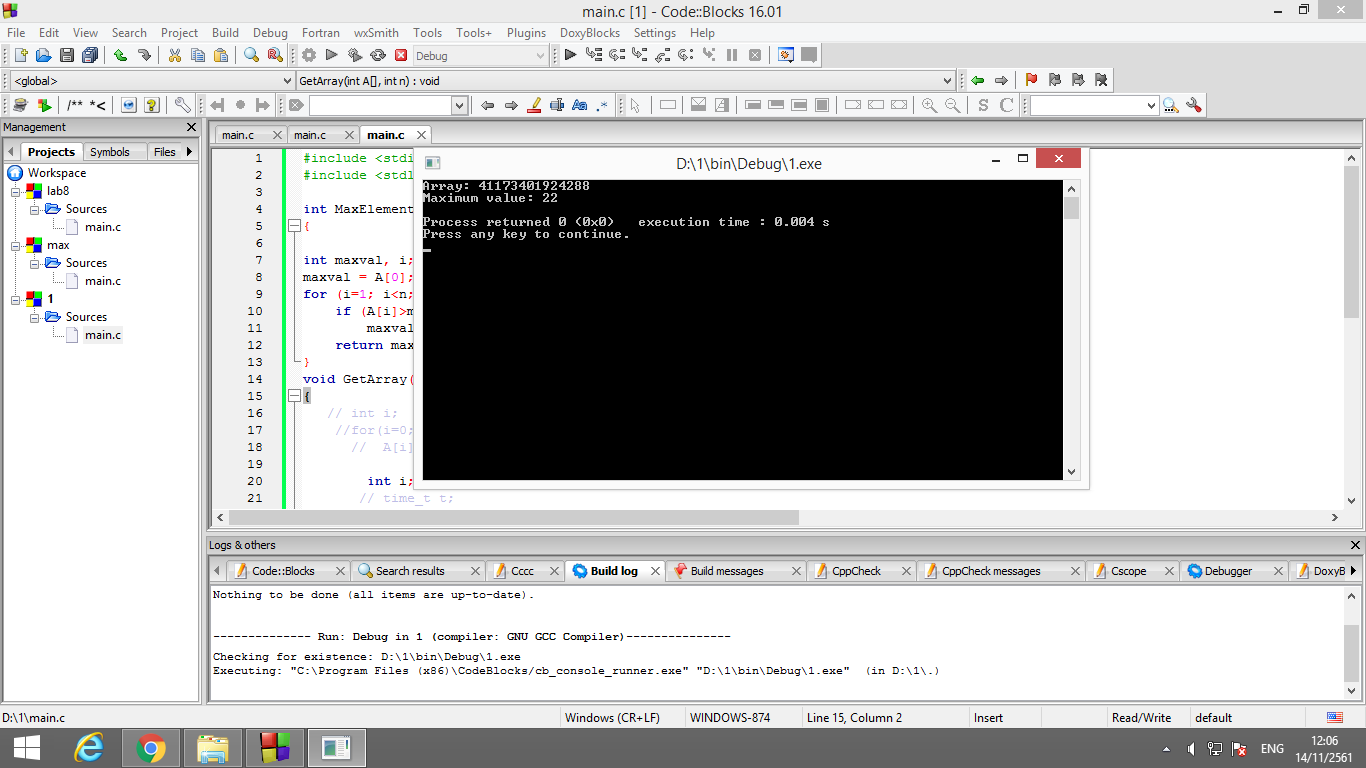 main.c [1] - Code::Blocks 16.01
File Edit View Search Project Build Debug Fortran wxSmith Tools Tools+ Plugins DoxyBlocks Settings Help
Debug
<global> GetArray(int A[], int n) : void
/** *<
Aa .*
S C
Management
Projects Symbols Files
Workspace
lab8
Sources
main.c
max
Sources
main.c
1
Sources
main.c
main.c main.c main.c
1 #include <stdi
2 #include <stdl
3
4 int MaxElement
5 {
6
7 int maxval, i;
8 maxval = A[0];
9 for (i=1; i<n;
10 if (A[i]>m
11 maxval
12 return max
13 }
14 void GetArray(
15 {
16 // int i;
17 //for(i=0;
18 // A[i]
19
20 int i;
21 // time_t t;
D:\1\bin\Debug\1.exe
Array: 41173401924288
Maximum value: 22
Process returned 0 (0x0) execution time : 0.004 s
Press any key to continue.
Logs & others
Code::Blocks Search results Cccc Build log Build messages CppCheck CppCheck messages Cscope Debugger DoxyB
Nothing to be done (all items are up-to-date).
-------------- Run: Debug in 1 (compiler: GNU GCC Compiler)---------------
Checking for existence: D:\1\bin\Debug\1.exe
Executing: "C:\Program Files (x86)\CodeBlocks/cb_console_runner.exe" "D:\1\bin\Debug\1.exe" (in D:\1\.)
D:\1\main.c Windows (CR+LF) WINDOWS-874 Line 15, Column 2 Insert Read/Write default
ENG
12:06
14/11/2561